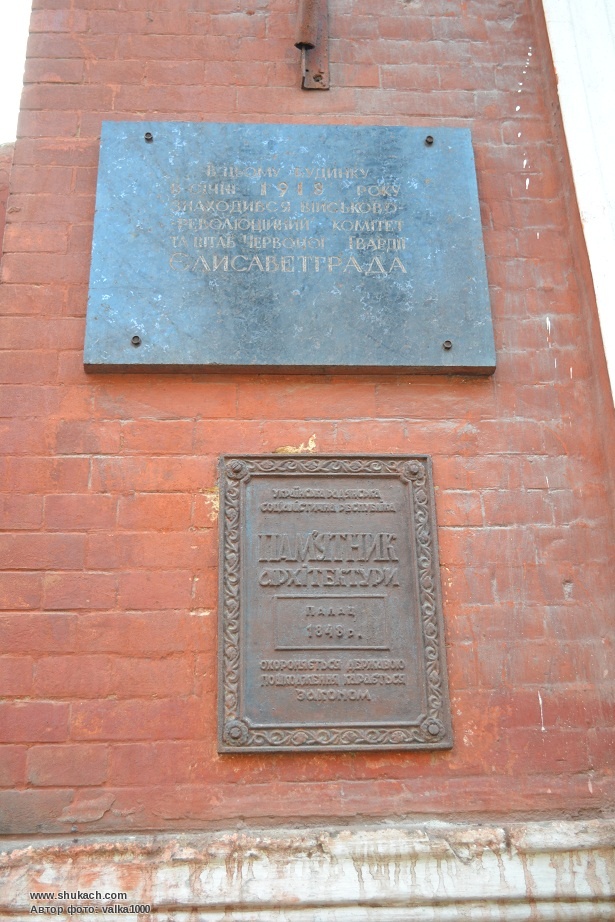 В цьому будинку
в січні 1918 року
знаходився військово-
революційний комітет
та штаб Червоної Гвардії
Єлисаветграда
Українська Радянська
Соціалістична Республіка
ПАМ'ЯТНИК
АРХІТЕКТУРИ
Палац
1848 р.
ОХОРОНЯЄТЬСЯ ДЕРЖАВОЮ
ПОШКОДЖЕННЯ КАРАЄТЬСЯ
ЗАКОНОМ
www.shukach.com
Автор фото: valka1000